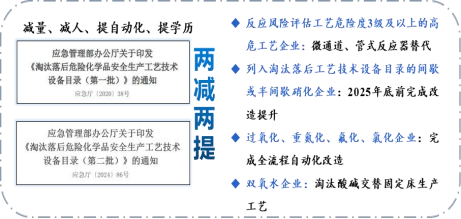 减量、减人、提自动化、提学历
应急管理部办公厅关于印发
《淘汰落后危险化学品安全生产工艺技术
设备目录（第一批）》的通知
应急厅〔2020〕38号
应急管理部办公厅关于印发
《淘汰落后危险化学品安全生产工艺技术
设备目录（第二批）》的通知
应急厅〔2024〕86号
两减两提
◆ 反应风险评估工艺危险度3级及以上的高
危工艺企业：微通道、管式反应器替代
◆ 列入淘汰落后工艺技术设备目录的间歇
或半间歇硝化企业：2025年底前完成改
造提升
◆ 过氧化、重氮化、氟化、氯化企业：完
成全流程自动化改造
◆ 双氧水企业：淘汰酸碱交替固定床生产
工艺